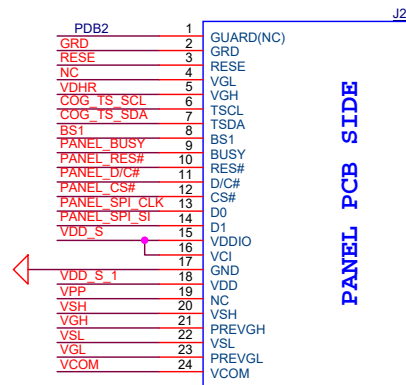 J2
PDB2 1 GUARD(NC)
GRD 2 GRD
RESE 3 RESE
NC 4 VGL
VDHR 5 VGH
COG_TS_SCL 6 TSCL
COG_TS_SDA 7 TSDA
BS1 8 BS1
PANEL_BUSY 9 BUSY
PANEL_RES# 10 RES#
PANEL_D/C# 11 D/C#
PANEL_CS# 12 CS#
PANEL_SPI_CLK 13 D0
PANEL_SPI_SI 14 D1
VDD_S 15 VDDIO
16 VCI
17 GND
VDD_S_1 18 VDD
VPP 19 NC
VSH 20 VSH
VGH 21 PREVGH
VSL 22 VSL
VGL 23 PREVGL
VCOM 24 VCOM
PANEL PCB SIDE